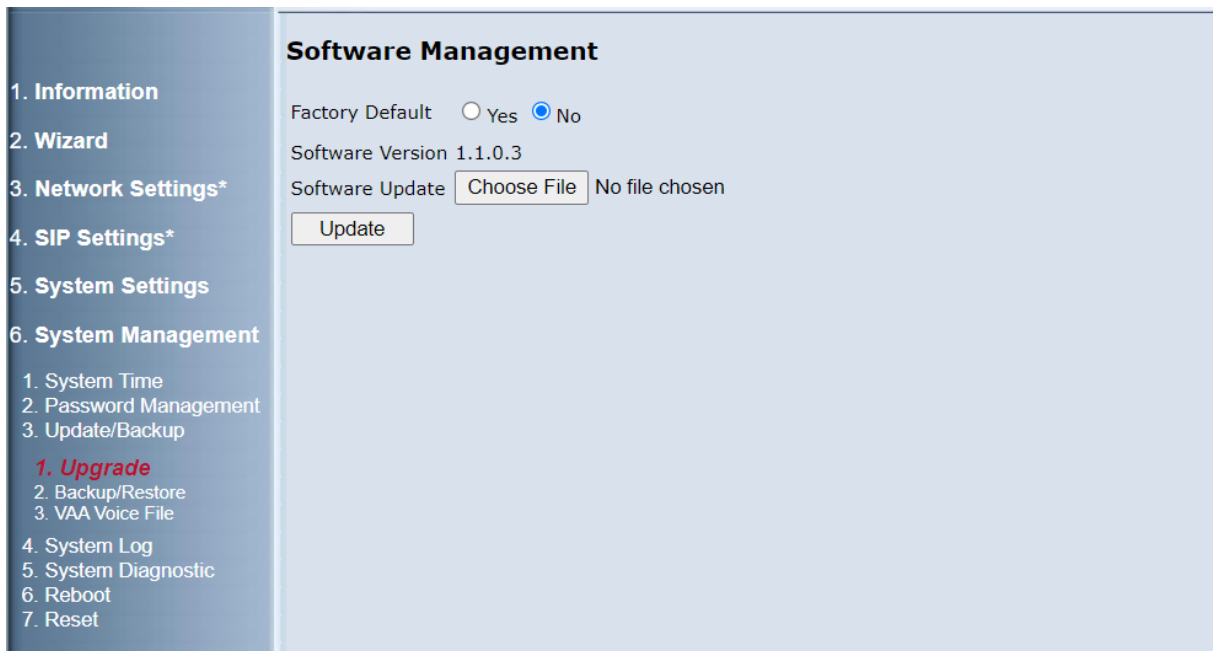 1. Information
2. Wizard
3. Network Settings*
4. SIP Settings*
5. System Settings
6. System Management
1. System Time
2. Password Management
3. Update/Backup
1. Upgrade
2. Backup/Restore
3. VAA Voice File
4. System Log
5. System Diagnostic
6. Reboot
7. Reset
Software Management
Factory Default Yes No
Software Version 1.1.0.3
Software Update Choose File No file chosen
Update